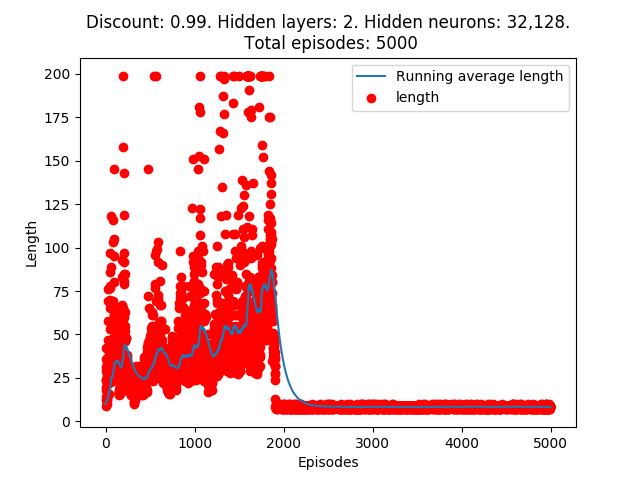 Discount: 0.99. Hidden layers: 2. Hidden neurons: 32,128.
Total episodes: 5000
Running average length
length
200
175
150
125
100
75
50
25
0
Length
0 1000 2000 3000 4000 5000
Episodes